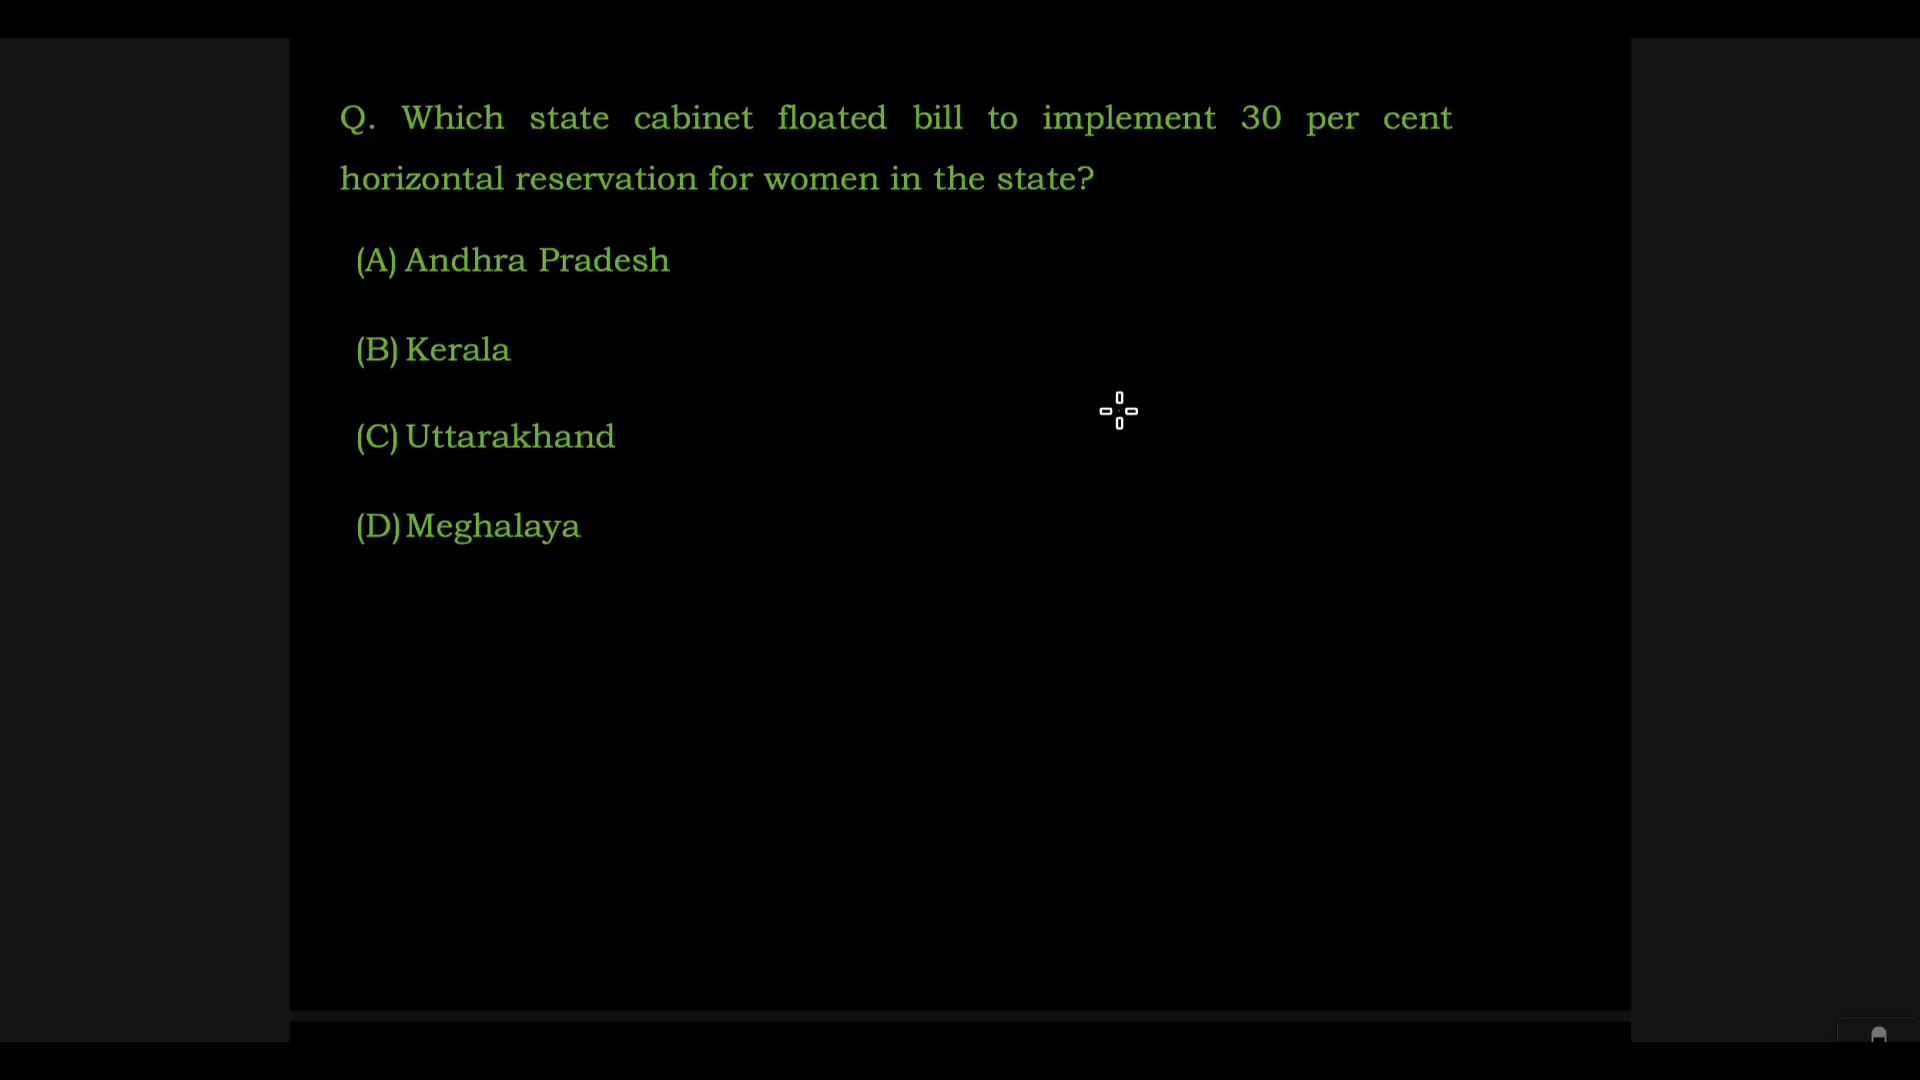 Q. Which state cabinet floated bill to implement 30 per cent
horizontal reservation for women in the state?
(A) Andhra Pradesh
(B) Kerala
(C) Uttarakhand
(D) Meghalaya